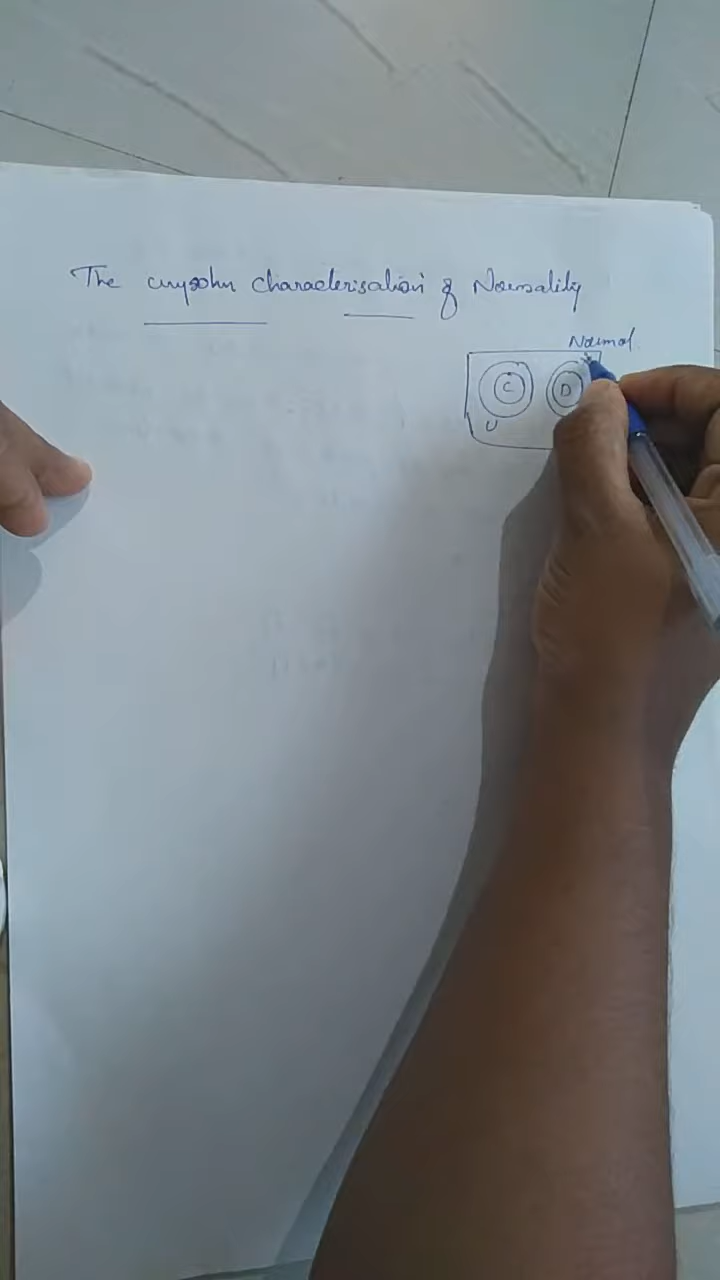 The urysohn characterisation of Normality
Normal
C D
U